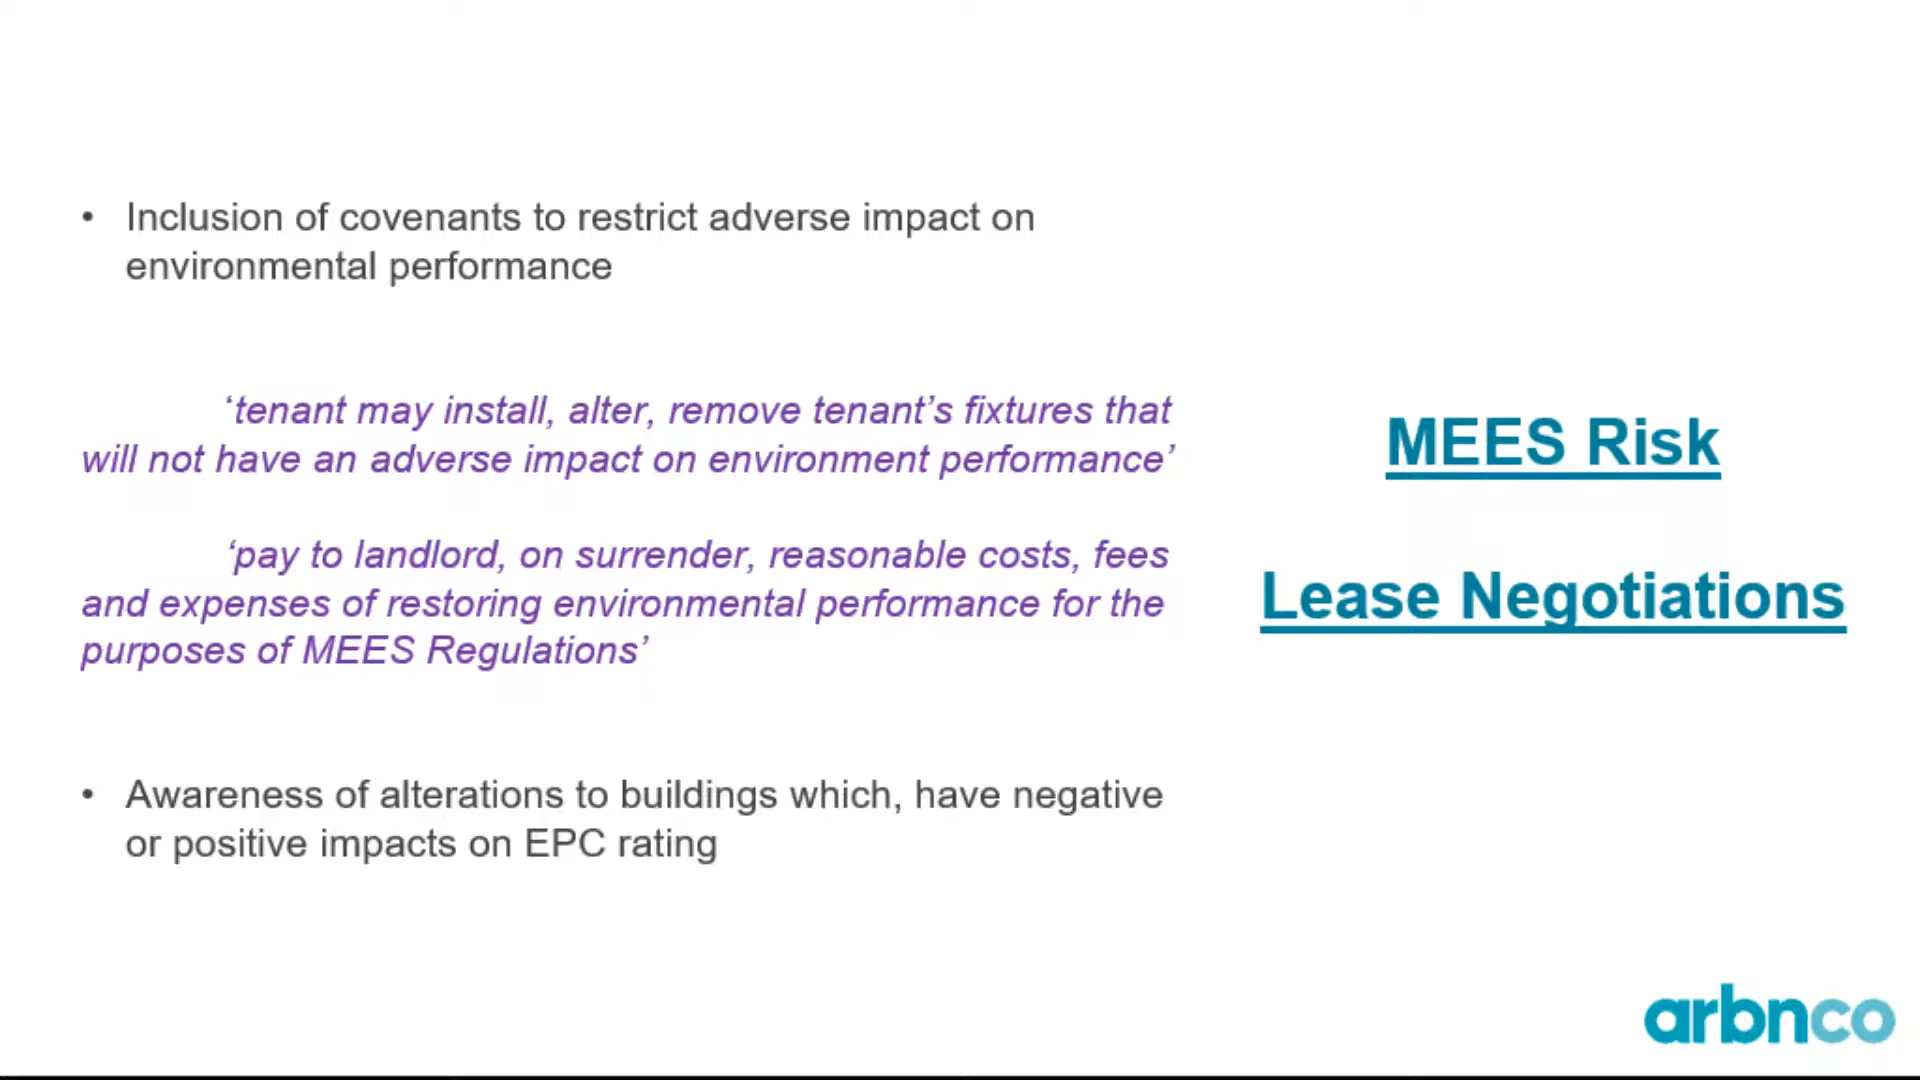 • Inclusion of covenants to restrict adverse impact on
environmental performance
‘tenant may install, alter, remove tenant’s fixtures that
will not have an adverse impact on environment performance’
‘pay to landlord, on surrender, reasonable costs, fees
and expenses of restoring environmental performance for the
purposes of MEES Regulations’
• Awareness of alterations to buildings which, have negative
or positive impacts on EPC rating
MEES Risk
Lease Negotiations
arbnco